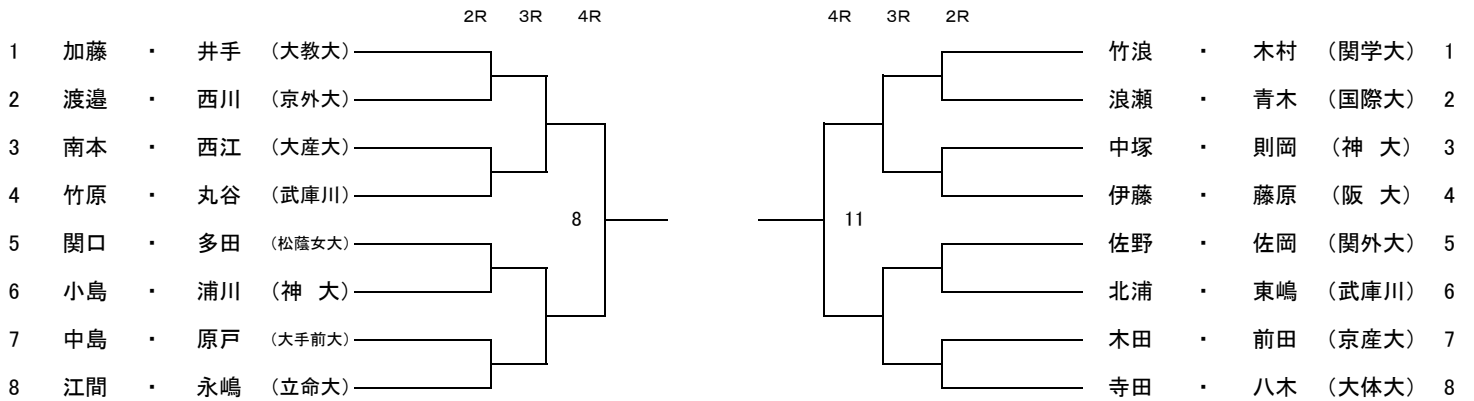 2R 3R 4R
4R 3R 2R
1 加藤 ・ 井手 (大教大)
2 渡邉 ・ 西川 (京外大)
3 南本 ・ 西江 (大産大)
4 竹原 ・ 丸谷 (武庫川)
5 関口 ・ 多田 (松蔭女大)
6 小島 ・ 浦川 (神 大)
7 中島 ・ 原戸 (大手前大)
8 江間 ・ 永嶋 (立命大)
8
竹浪 ・ 木村 (関学大) 1
浪瀬 ・ 青木 (国際大) 2
中塚 ・ 則岡 (神 大) 3
伊藤 ・ 藤原 (阪 大) 4
佐野 ・ 佐岡 (関外大) 5
北浦 ・ 東嶋 (武庫川) 6
木田 ・ 前田 (京産大) 7
寺田 ・ 八木 (大体大) 8
11